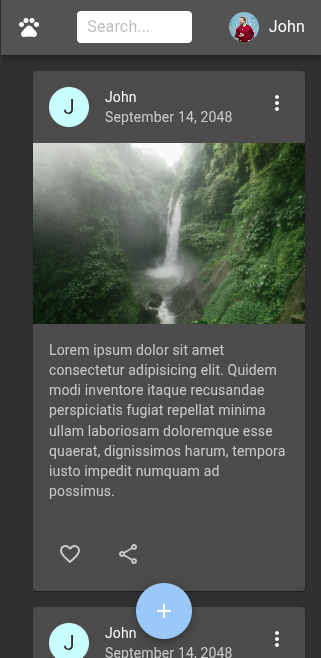 Search...
John
J
John
September 14, 2048
Lorem ipsum dolor sit amet
consectetur adipisicing elit. Quidem
modi inventore itaque recusandae
perspiciatis fugiat repellat minima
ullam laboriosam doloremque esse
quaerat, dignissimos harum, tempora
iusto impedit numquam ad
possimus.
+
J
John
September 14, 2048